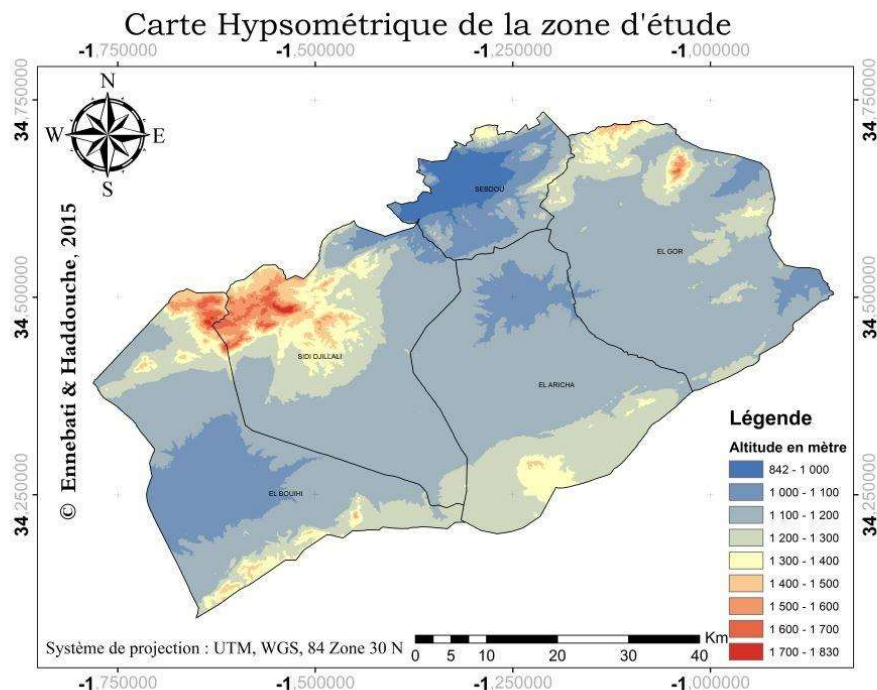 Carte Hypsométrique de la zone d'étude
-1,750000 -1,500000 -1,250000 -1,000000
34,750000 34,750000
N
W E
S
SEBDOU
EL GOR
© Ennebati & Haddouche, 2015
34,500000 34,500000
SIDI DJILLALI
EL ARICHA
Légende
Altitude en mètre
842 - 1 000
34,250000 34,250000
EL BOUIHI
1 000 - 1 100
1 100 - 1 200
1 200 - 1 300
1 300 - 1 400
1 400 - 1 500
1 500 - 1 600
1 600 - 1 700
1 700 - 1 830
Système de projection : UTM, WGS, 84 Zone 30 N
Km
0 5 10 20 30 40
-1,750000 -1,500000 -1,250000 -1,000000